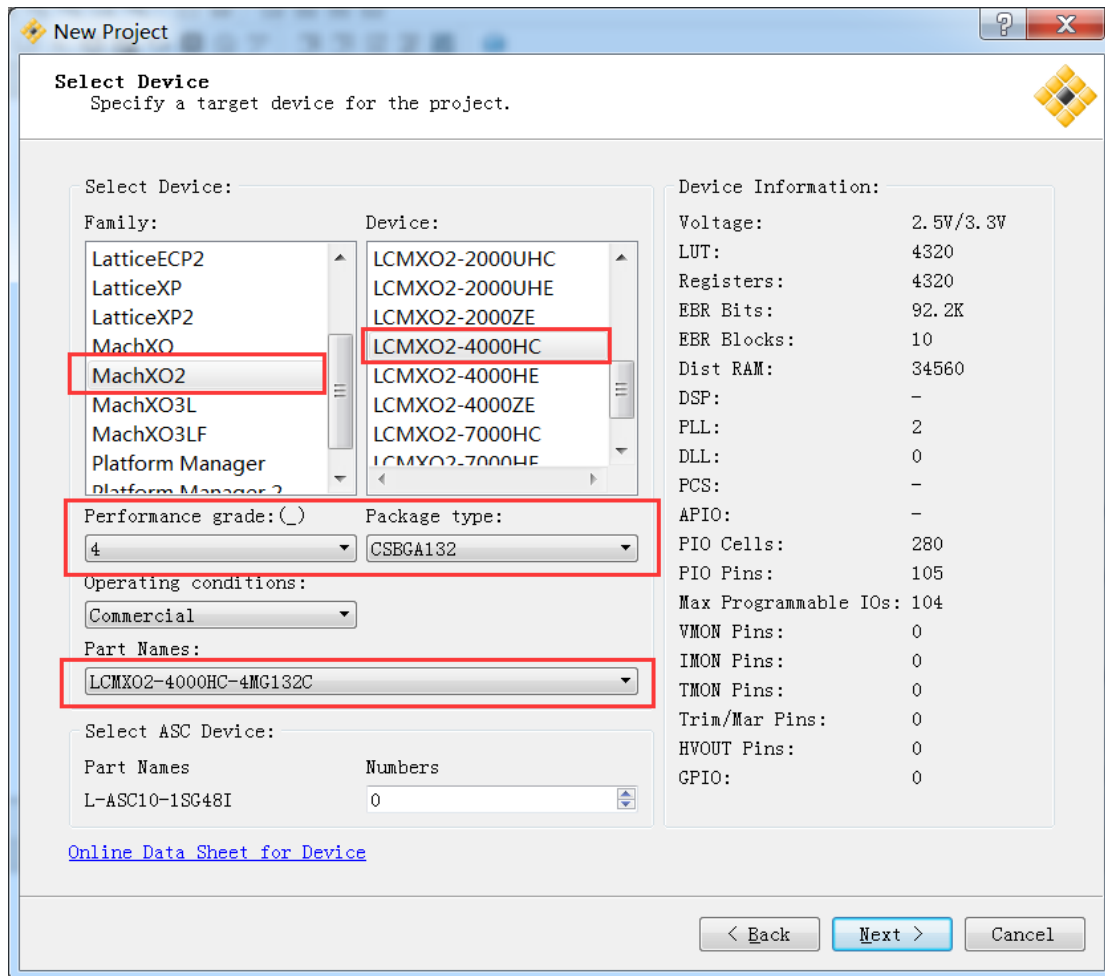 New Project
Select Device
Specify a target device for the project.
Select Device:
Family:
Device:
LatticeECP2
LatticeXP
LatticeXP2
MachXO
MachXO2
MachXO3L
MachXO3LF
Platform Manager
Platform Manager 2
LCMXO2-2000UHC
LCMXO2-2000UHE
LCMXO2-2000ZE
LCMXO2-4000HC
LCMXO2-4000HE
LCMXO2-4000ZE
LCMXO2-7000HC
LCMXO2-7000HE
Performance grade:(_)
Package type:
4
CSBGA132
Operating conditions:
Commercial
Part Names:
LCMXO2-4000HC-4MG132C
Select ASC Device:
Part Names Numbers
L-ASC10-1SG48I 0
Online Data Sheet for Device
Device Information:
Voltage: 2.5V/3.3V
LUT: 4320
Registers: 4320
EBR Bits: 92.2K
EBR Blocks: 10
Dist RAM: 34560
DSP: -
PLL: 2
DLL: 0
PCS: -
APIO: -
PIO Cells: 280
PIO Pins: 105
Max Programmable IOs: 104
VMON Pins: 0
IMON Pins: 0
TMON Pins: 0
Trim/Mar Pins: 0
HVOUT Pins: 0
GPIO: 0
< Back
Next >
Cancel